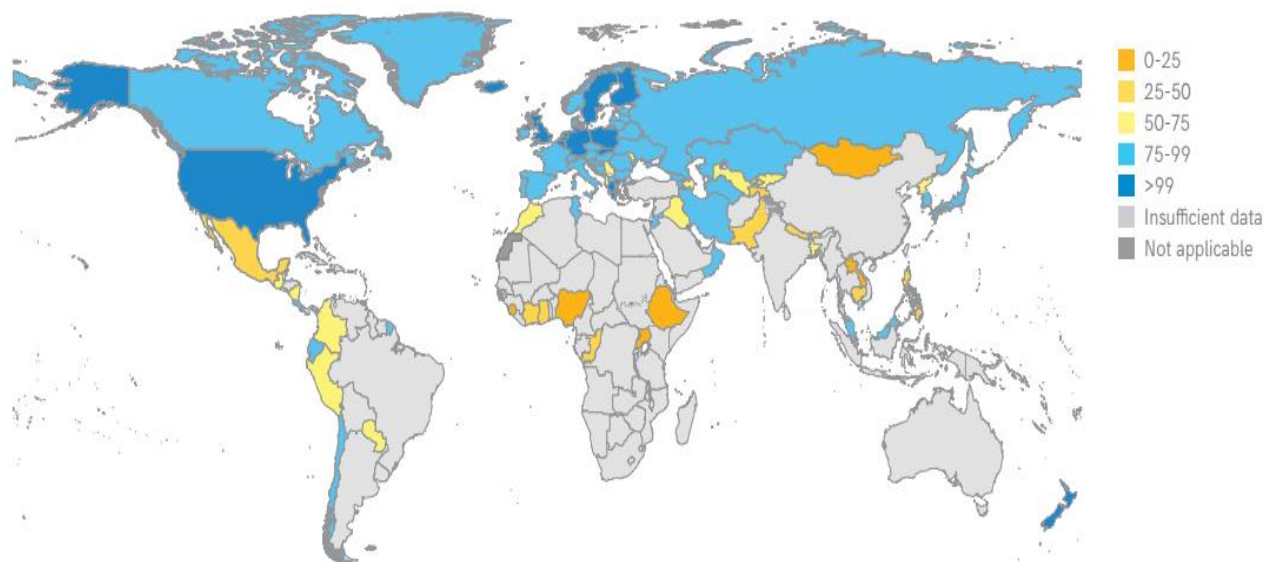 0-25
25-50
50-75
75-99
>99
Insufficient data
Not applicable